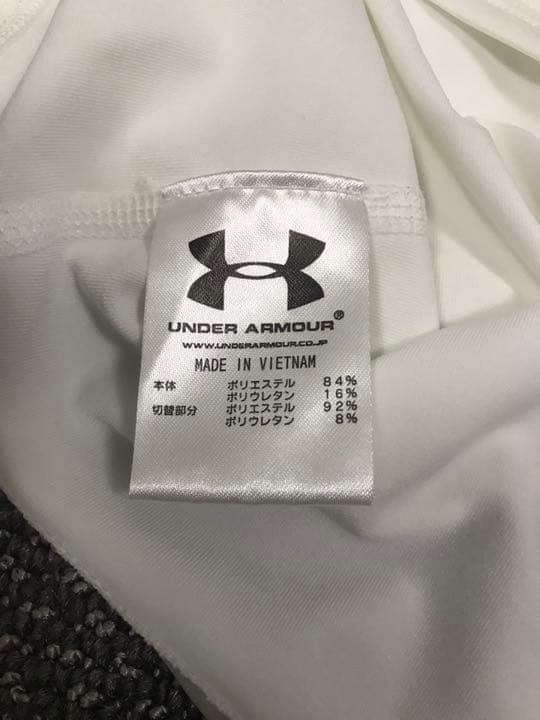 UNDER ARMOUR®
WWW.UNDERARMOUR.CO.JP
MADE IN VIETNAM
本体 ポリエステル 84%
ポリウレタン 16%
切替部分 ポリエステル 92%
ポリウレタン 8%